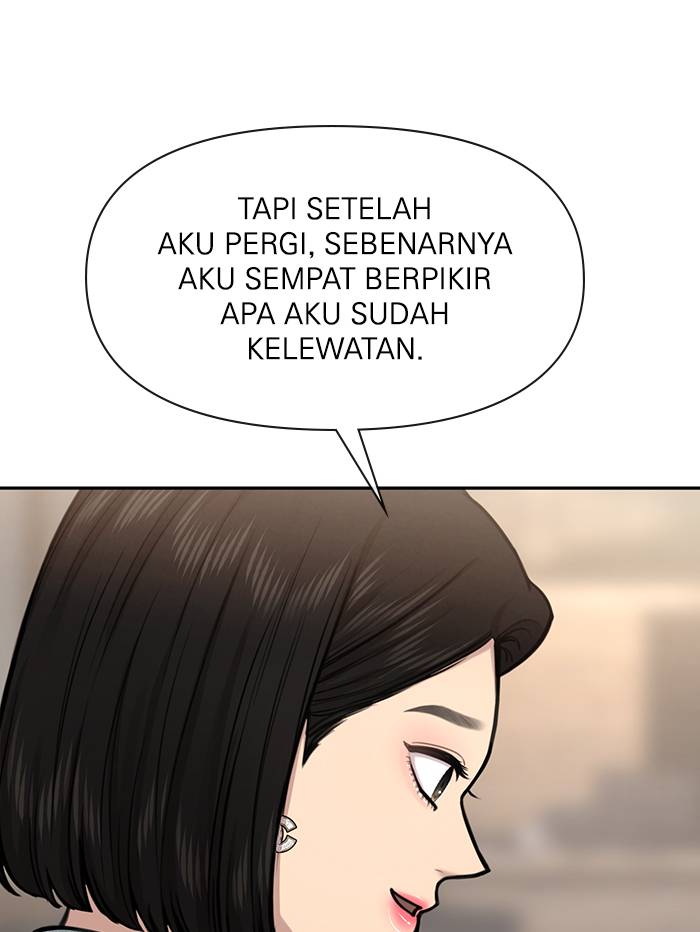 TAPI SETELAH
AKU PERGI, SEBENARNYA
AKU SEMPAT BERPIKIR
APA AKU SUDAH
KELEWATAN.